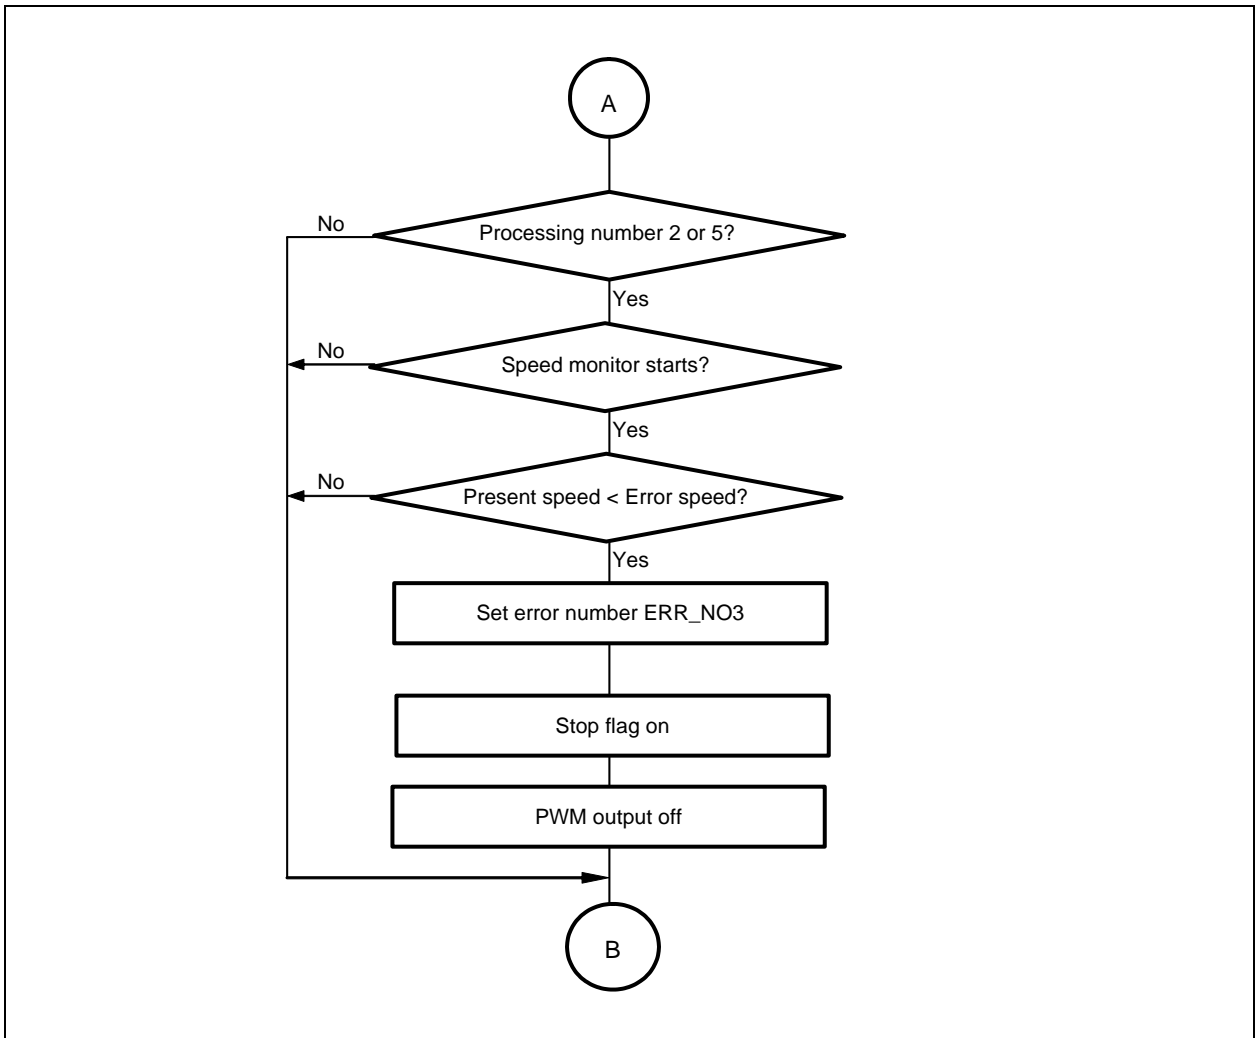 A
Processing number 2 or 5?
No
Yes
Speed monitor starts?
No
Yes
Present speed < Error speed?
No
Yes
Set error number ERR_NO3
Stop flag on
PWM output off
B